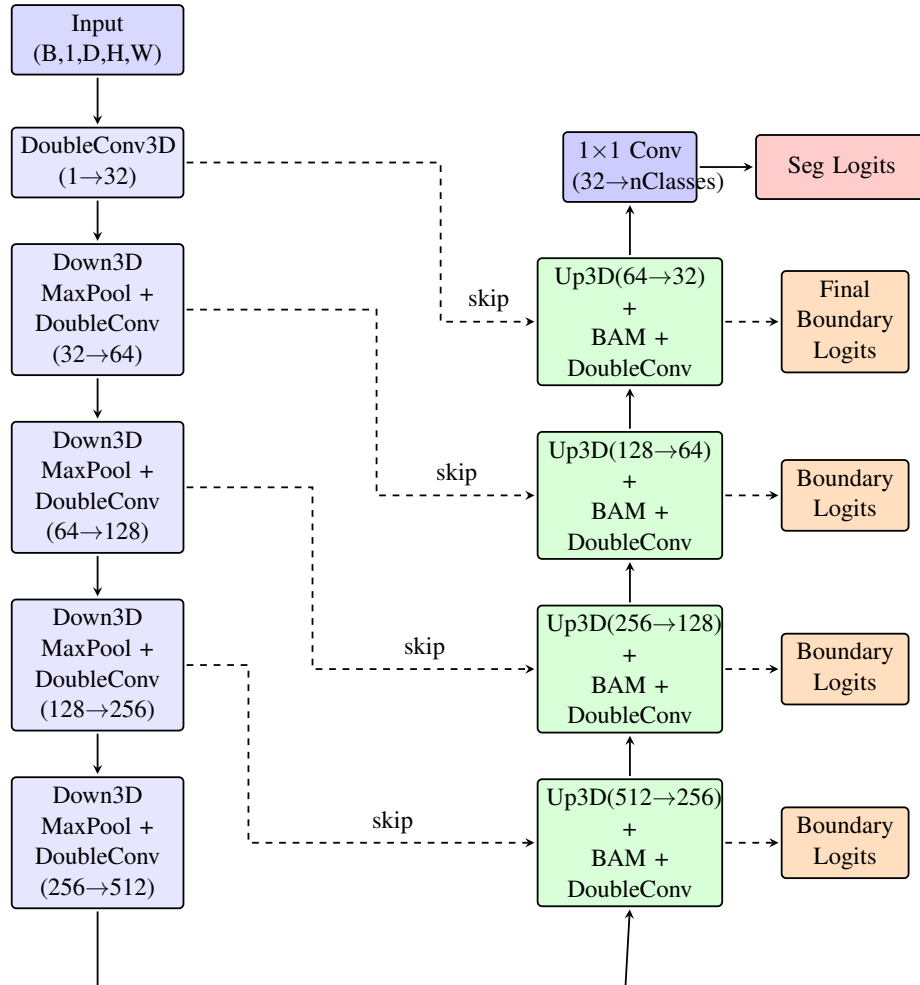 Input
(B,1,D,H,W)
DoubleConv3D
(1→32)
Down3D
MaxPool +
DoubleConv
(32→64)
Down3D
MaxPool +
DoubleConv
(64→128)
Down3D
MaxPool +
DoubleConv
(128→256)
Down3D
MaxPool +
DoubleConv
(256→512)
skip
skip
skip
skip
1×1 Conv
(32→nClasses)
Seg Logits
Up3D(64→32)
+
BAM +
DoubleConv
Final
Boundary
Logits
Up3D(128→64)
+
BAM +
DoubleConv
Boundary
Logits
Up3D(256→128)
+
BAM +
DoubleConv
Boundary
Logits
Up3D(512→256)
+
BAM +
DoubleConv
Boundary
Logits